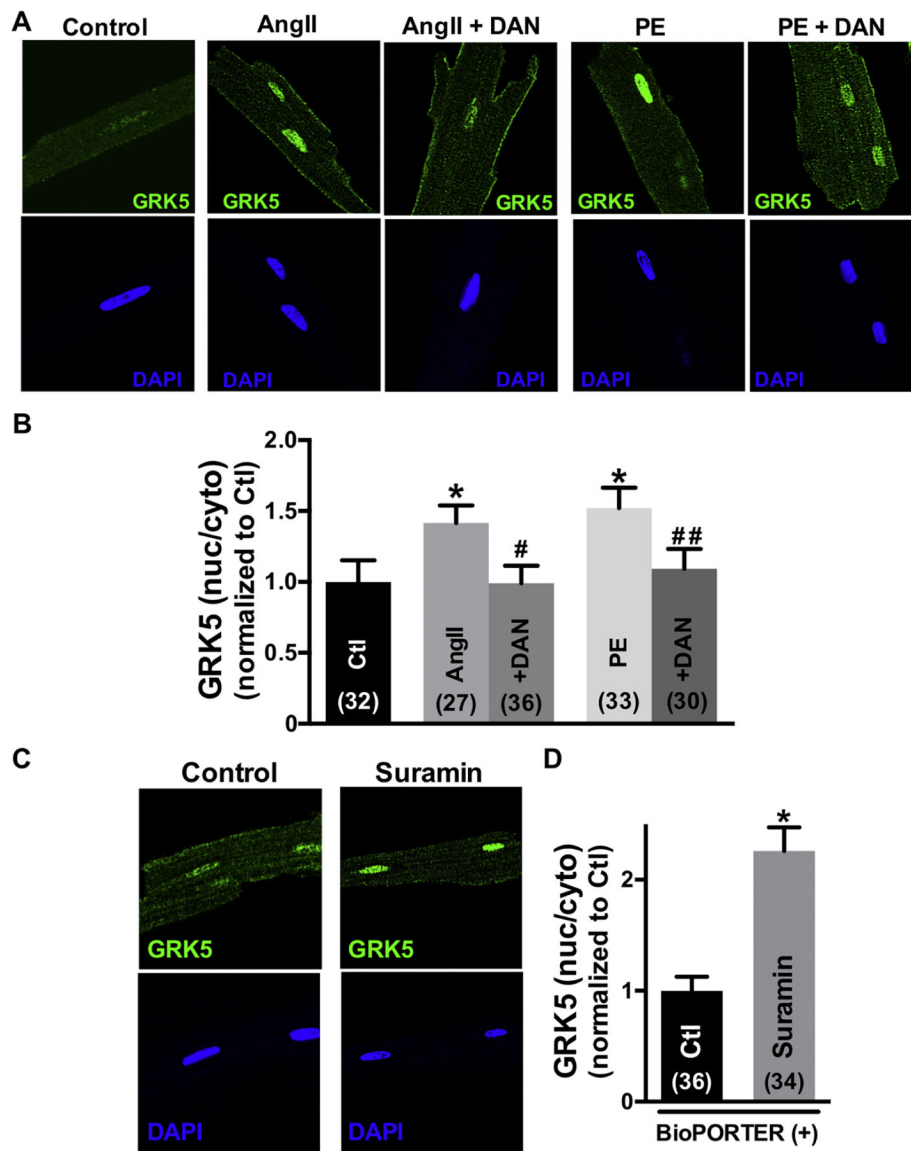 A
Control AngII AngII + DAN PE PE + DAN
GRK5 GRK5 GRK5 GRK5 GRK5
DAPI DAPI DAPI DAPI DAPI
B
GRK5 (nuc/cyto)
(normalized to Ctl)
2.0
1.5
1.0
0.5
0
* # * ##
Ctl AngII +DAN PE +DAN
(32) (27) (36) (33) (30)
C
Control Suramin
GRK5 GRK5
DAPI DAPI
D
GRK5 (nuc/cyto)
(normalized to Ctl)
2
1
0
*
Ctl Suramin
(36) (34)
BioPORTER (+)